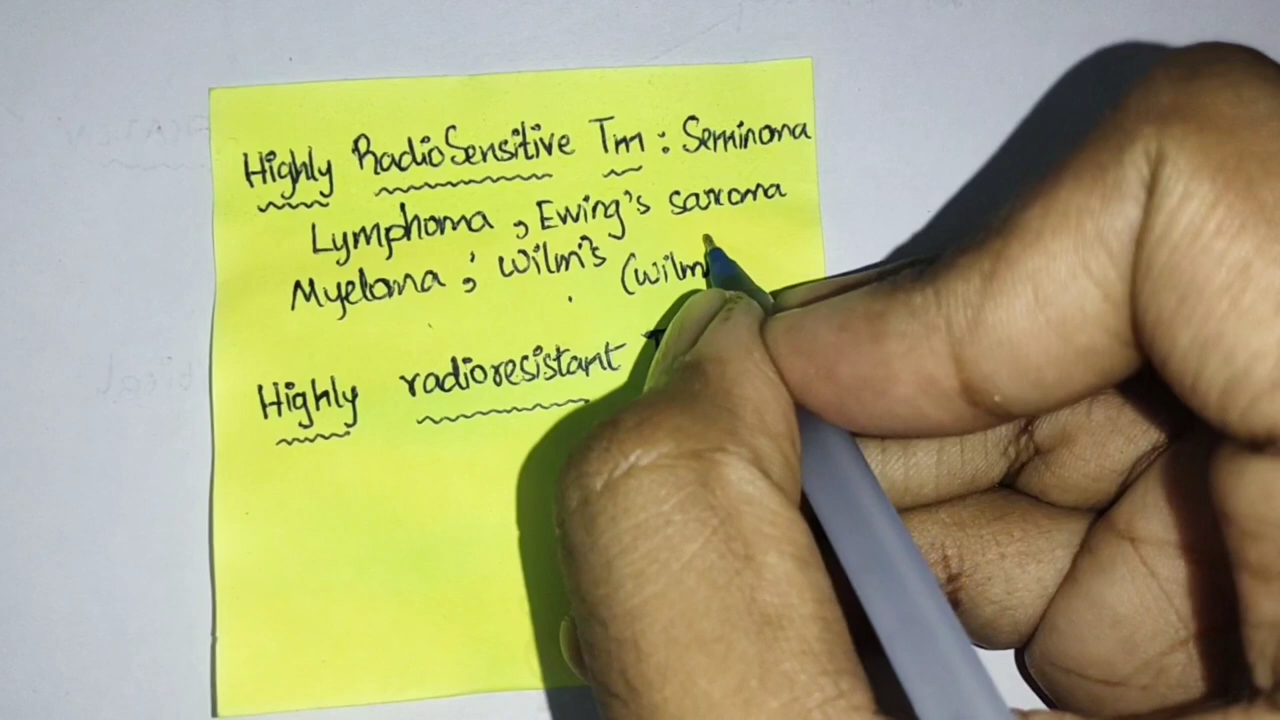 Highly RadioSensitive Tm : Seminoma
Lymphoma , Ewing's sarcoma
Myeloma ; Wilm's (Wilm
Highly radioresistant